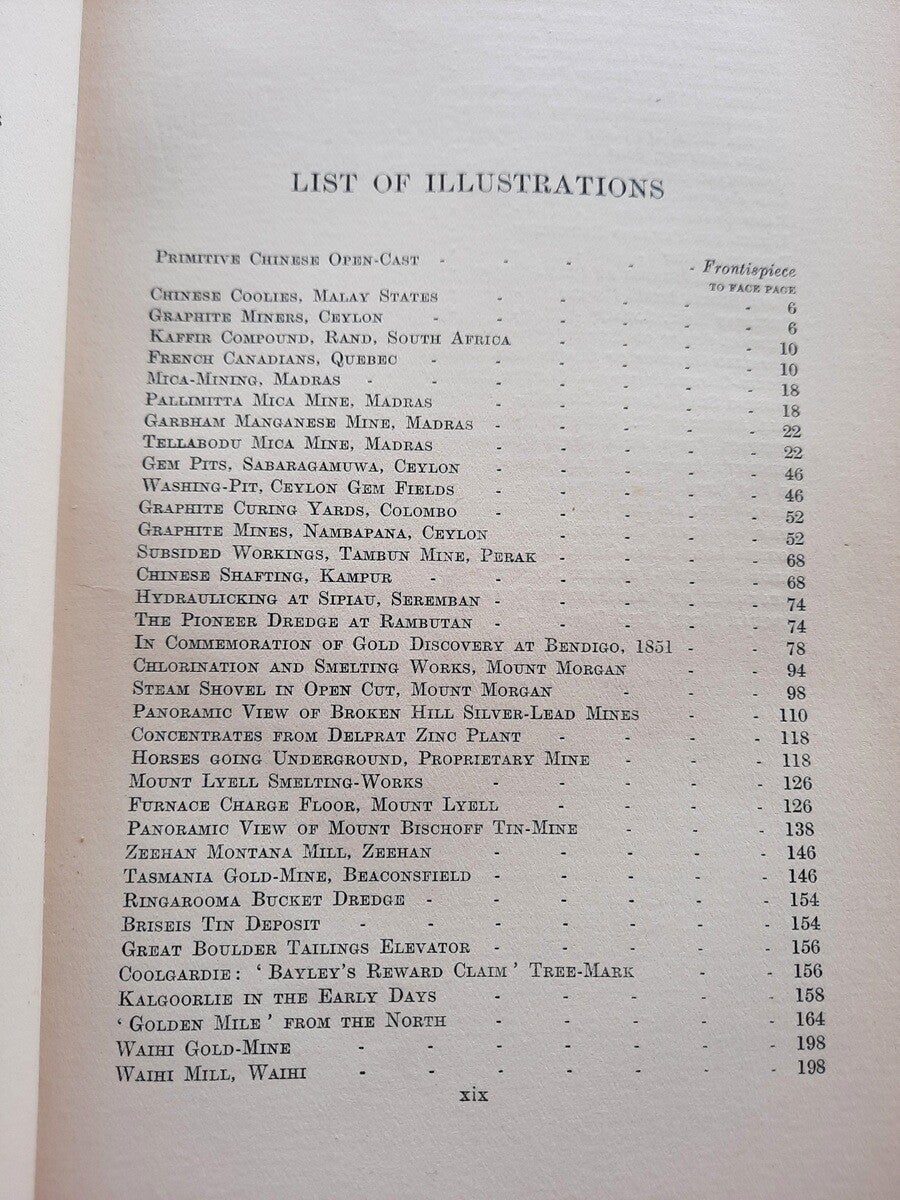 LIST OF ILLUSTRATIONS
PRIMITIVE CHINESE OPEN-CAST - - - - - Frontispiece
TO FACE PAGE
CHINESE COOLIES, MALAY STATES - - - - - 6
GRAPHITE MINERS, CEYLON - - - - - - 6
KAFFIR COMPOUND, RAND, SOUTH AFRICA - - - - 10
FRENCH CANADIANS, QUEBEC - - - - - - 10
MICA-MINING, MADRAS - - - - - - - 18
PALLIMITTA MICA MINE, MADRAS - - - - - 18
GARBHAM MANGANESE MINE, MADRAS - - - - - 22
TELLABODU MICA MINE, MADRAS - - - - - 22
GEM PITS, SABARAGAMUWA, CEYLON - - - - - 46
WASHING-PIT, CEYLON GEM FIELDS - - - - - 46
GRAPHITE CURING YARDS, COLOMBO - - - - - 52
GRAPHITE MINES, NAMBAPANA, CEYLON - - - - 52
SUBSIDED WORKINGS, TAMBUN MINE, PERAK - - - - 68
CHINESE SHAFTING, KAMPUR - - - - - - 68
HYDRAULICKING AT SIPIAU, SEREMBAN - - - - - 74
THE PIONEER DREDGE AT RAMBUTAN - - - - - 74
IN COMMEMORATION OF GOLD DISCOVERY AT BENDIGO, 1851 - - 78
CHLORINATION AND SMELTING WORKS, MOUNT MORGAN - - 94
STEAM SHOVEL IN OPEN CUT, MOUNT MORGAN - - - 98
PANORAMIC VIEW OF BROKEN HILL SILVER-LEAD MINES - - 110
CONCENTRATES FROM DELPRAT ZINC PLANT - - - - 118
HORSES GOING UNDERGROUND, PROPRIETARY MINE - - - 118
MOUNT LYELL SMELTING-WORKS - - - - - 126
FURNACE CHARGE FLOOR, MOUNT LYELL - - - - 126
PANORAMIC VIEW OF MOUNT BISCHOFF TIN-MINE - - - 138
ZEEHAN MONTANA MILL, ZEEHAN - - - - - 146
TASMANIA GOLD-MINE, BEACONSFIELD - - - - - 146
RINGAROOMA BUCKET DREDGE - - - - - - 154
BRISEIS TIN DEPOSIT - - - - - - - 154
GREAT BOULDER TAILINGS ELEVATOR - - - - - 156
COOLGARDIE: ‘BAYLEY’S REWARD CLAIM’ TREE-MARK - - 156
KALGOORLIE IN THE EARLY DAYS - - - - - 158
‘GOLDEN MILE’ FROM THE NORTH - - - - - 164
WAIHI GOLD-MINE - - - - - - - 198
WAIHI MILL, WAIHI - - - - - - - 198
xix